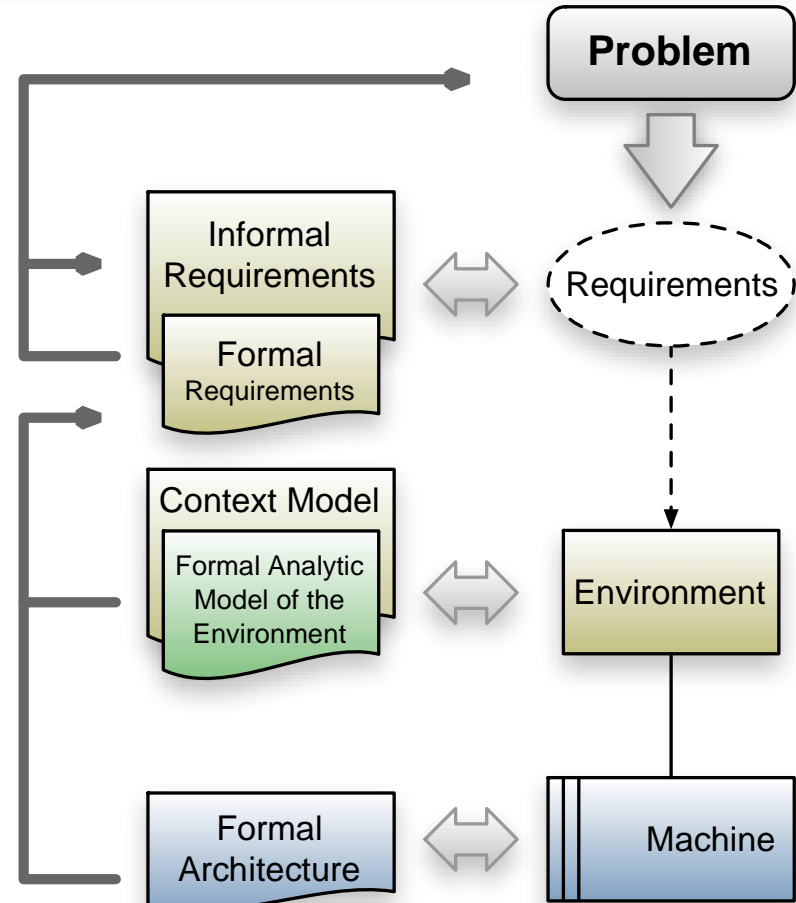 Problem
Informal
Requirements
Requirements
Formal
Requirements
Context Model
Formal Analytic
Model of the
Environment
Environment
Formal
Architecture
Machine